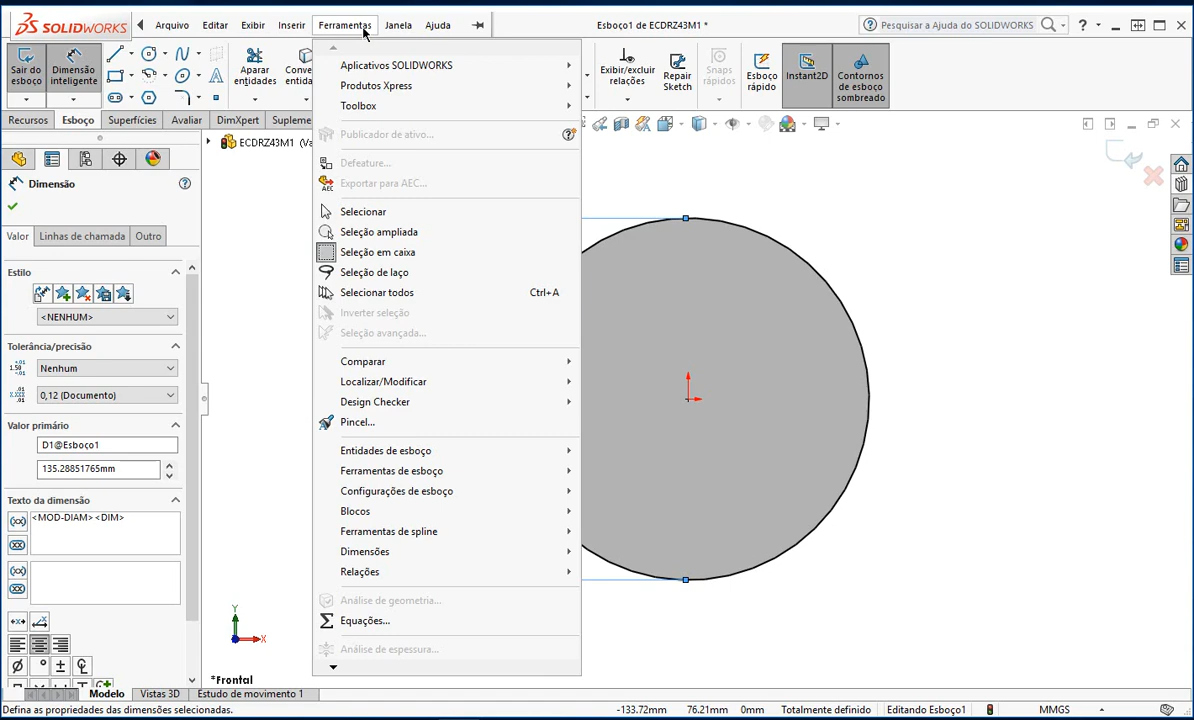 SOLIDWORKS
Arquivo Editar Exibir Inserir Ferramentas Janela Ajuda
Esboço1 de ECDRZ43M1 *
Pesquisar a Ajuda do SOLIDWORKS
Sair do esboço
Dimensão inteligente
Aparar entidades
Exibir/excluir relações
Repair Sketch
Snaps rápidos
Esboço rápido
Instant2D
Contornos de esboço sombreado
Recursos Esboço Superfícies Avaliar DimXpert
ECDRZ43M1
Dimensão
Valor Linhas de chamada Outro
Estilo
<NENHUM>
Tolerância/precisão
Nenhum
0,12 (Documento)
Valor primário
D1@Esboço1
135.28851765mm
Texto da dimensão
<MOD-DIAM><DIM>
Aplicativos SOLIDWORKS
Produtos Xpress
Toolbox
Publicador de ativo...
Defeature...
Exportar para AEC...
Selecionar
Seleção ampliada
Seleção em caixa
Seleção de laço
Selecionar todos Ctrl+A
Inverter seleção
Seleção avançada...
Comparar
Localizar/Modificar
Design Checker
Pincel...
Entidades de esboço
Ferramentas de esboço
Configurações de esboço
Blocos
Ferramentas de spline
Dimensões
Relações
Análise de geometria...
Equações...
Análise de espessura...
Y
X
*Frontal
Modelo Vistas 3D Estudo de movimento 1
Defina as propriedades das dimensões selecionadas.
-133.72mm 76.21mm 0mm Totalmente definido Editando Esboço1 MMGS